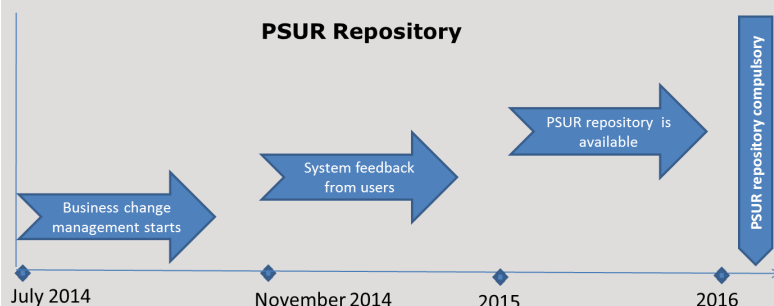 PSUR Repository
PSUR repository compulsory
PSUR repository is
available
System feedback
from users
Business change
management starts
July 2014
November 2014
2015
2016